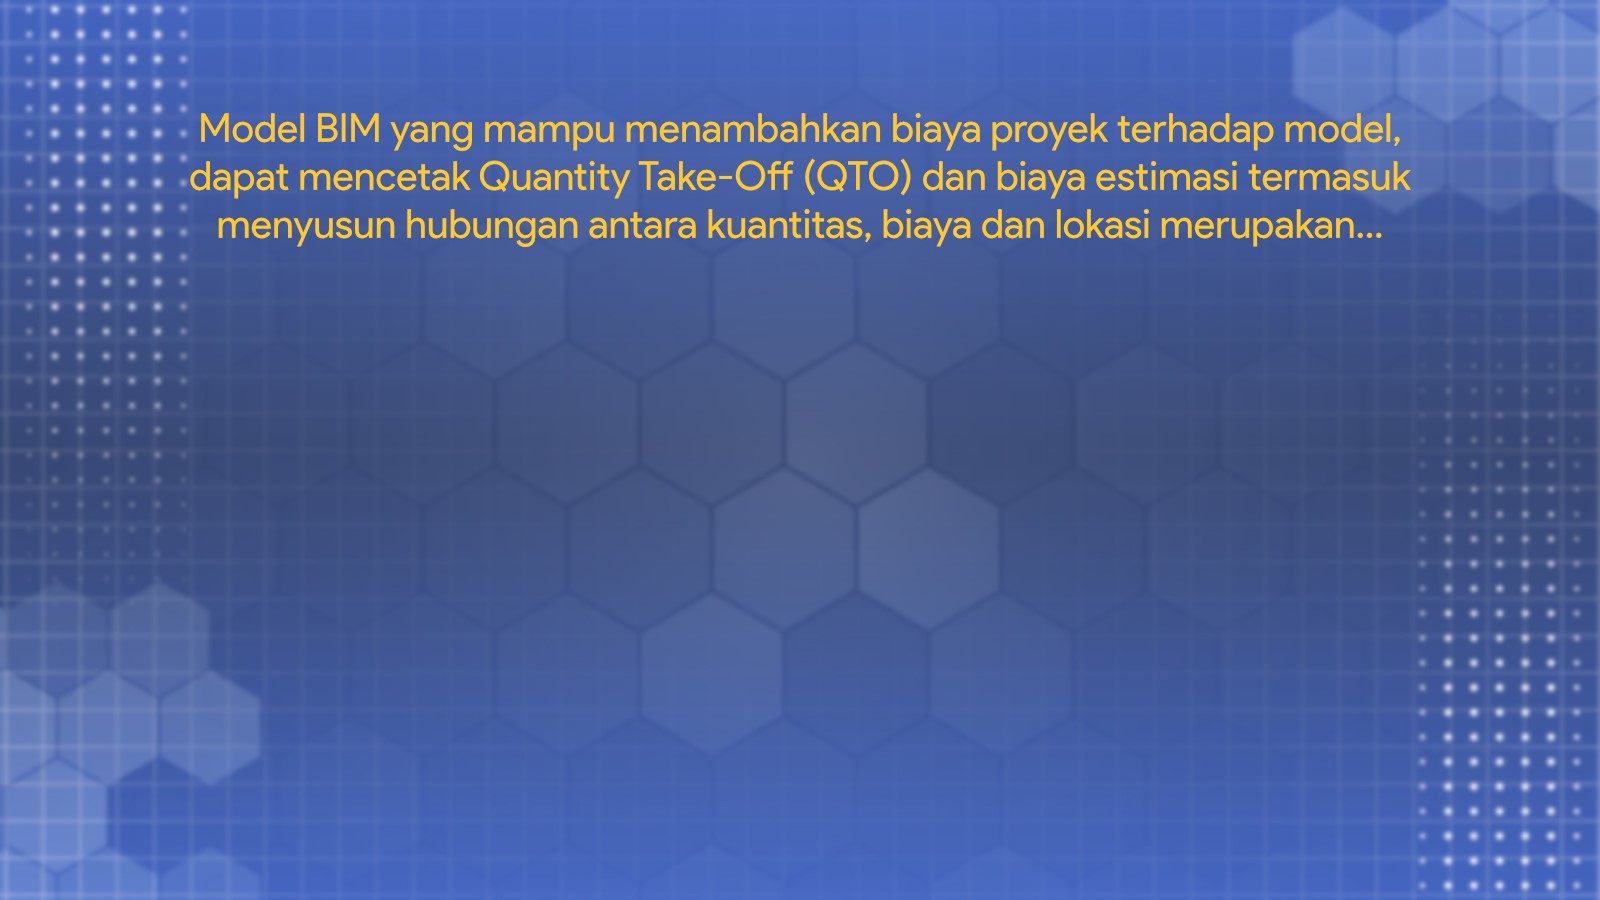 Model BIM yang mampu menambahkan biaya proyek terhadap model,
dapat mencetak Quantity Take-Off (QTO) dan biaya estimasi termasuk
menyusun hubungan antara kuantitas, biaya dan lokasi merupakan...